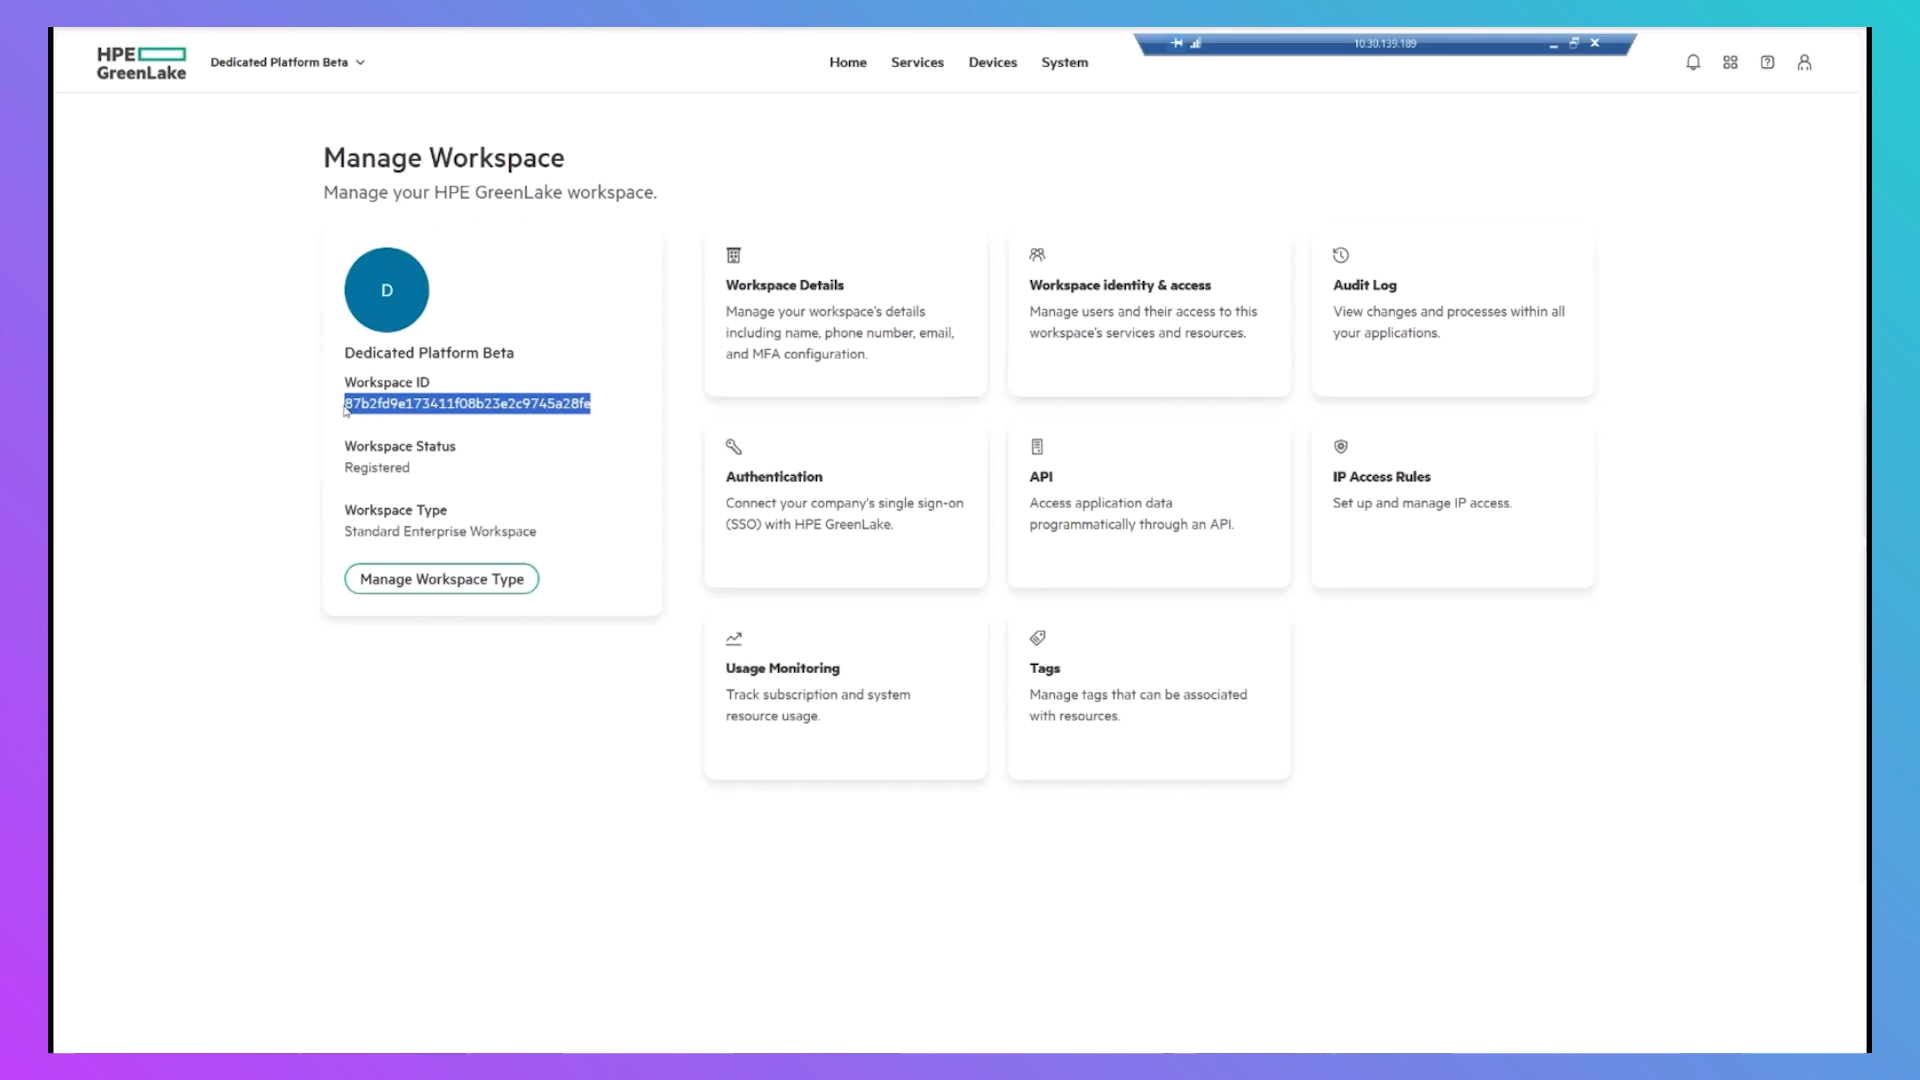 HPE
GreenLake
Dedicated Platform Beta
Home
Services
Devices
System
10.30.139.189
Manage Workspace
Manage your HPE GreenLake workspace.
D
Dedicated Platform Beta
Workspace ID
87b2fd9e173411f08b23e2c9745a28fe
Workspace Status
Registered
Workspace Type
Standard Enterprise Workspace
Manage Workspace Type
Workspace Details
Manage your workspace's details
including name, phone number, email,
and MFA configuration.
Workspace identity & access
Manage users and their access to this
workspace's services and resources.
Audit Log
View changes and processes within all
your applications.
Authentication
Connect your company's single sign-on
(SSO) with HPE GreenLake.
API
Access application data
programmatically through an API.
IP Access Rules
Set up and manage IP access.
Usage Monitoring
Track subscription and system
resource usage.
Tags
Manage tags that can be associated
with resources.